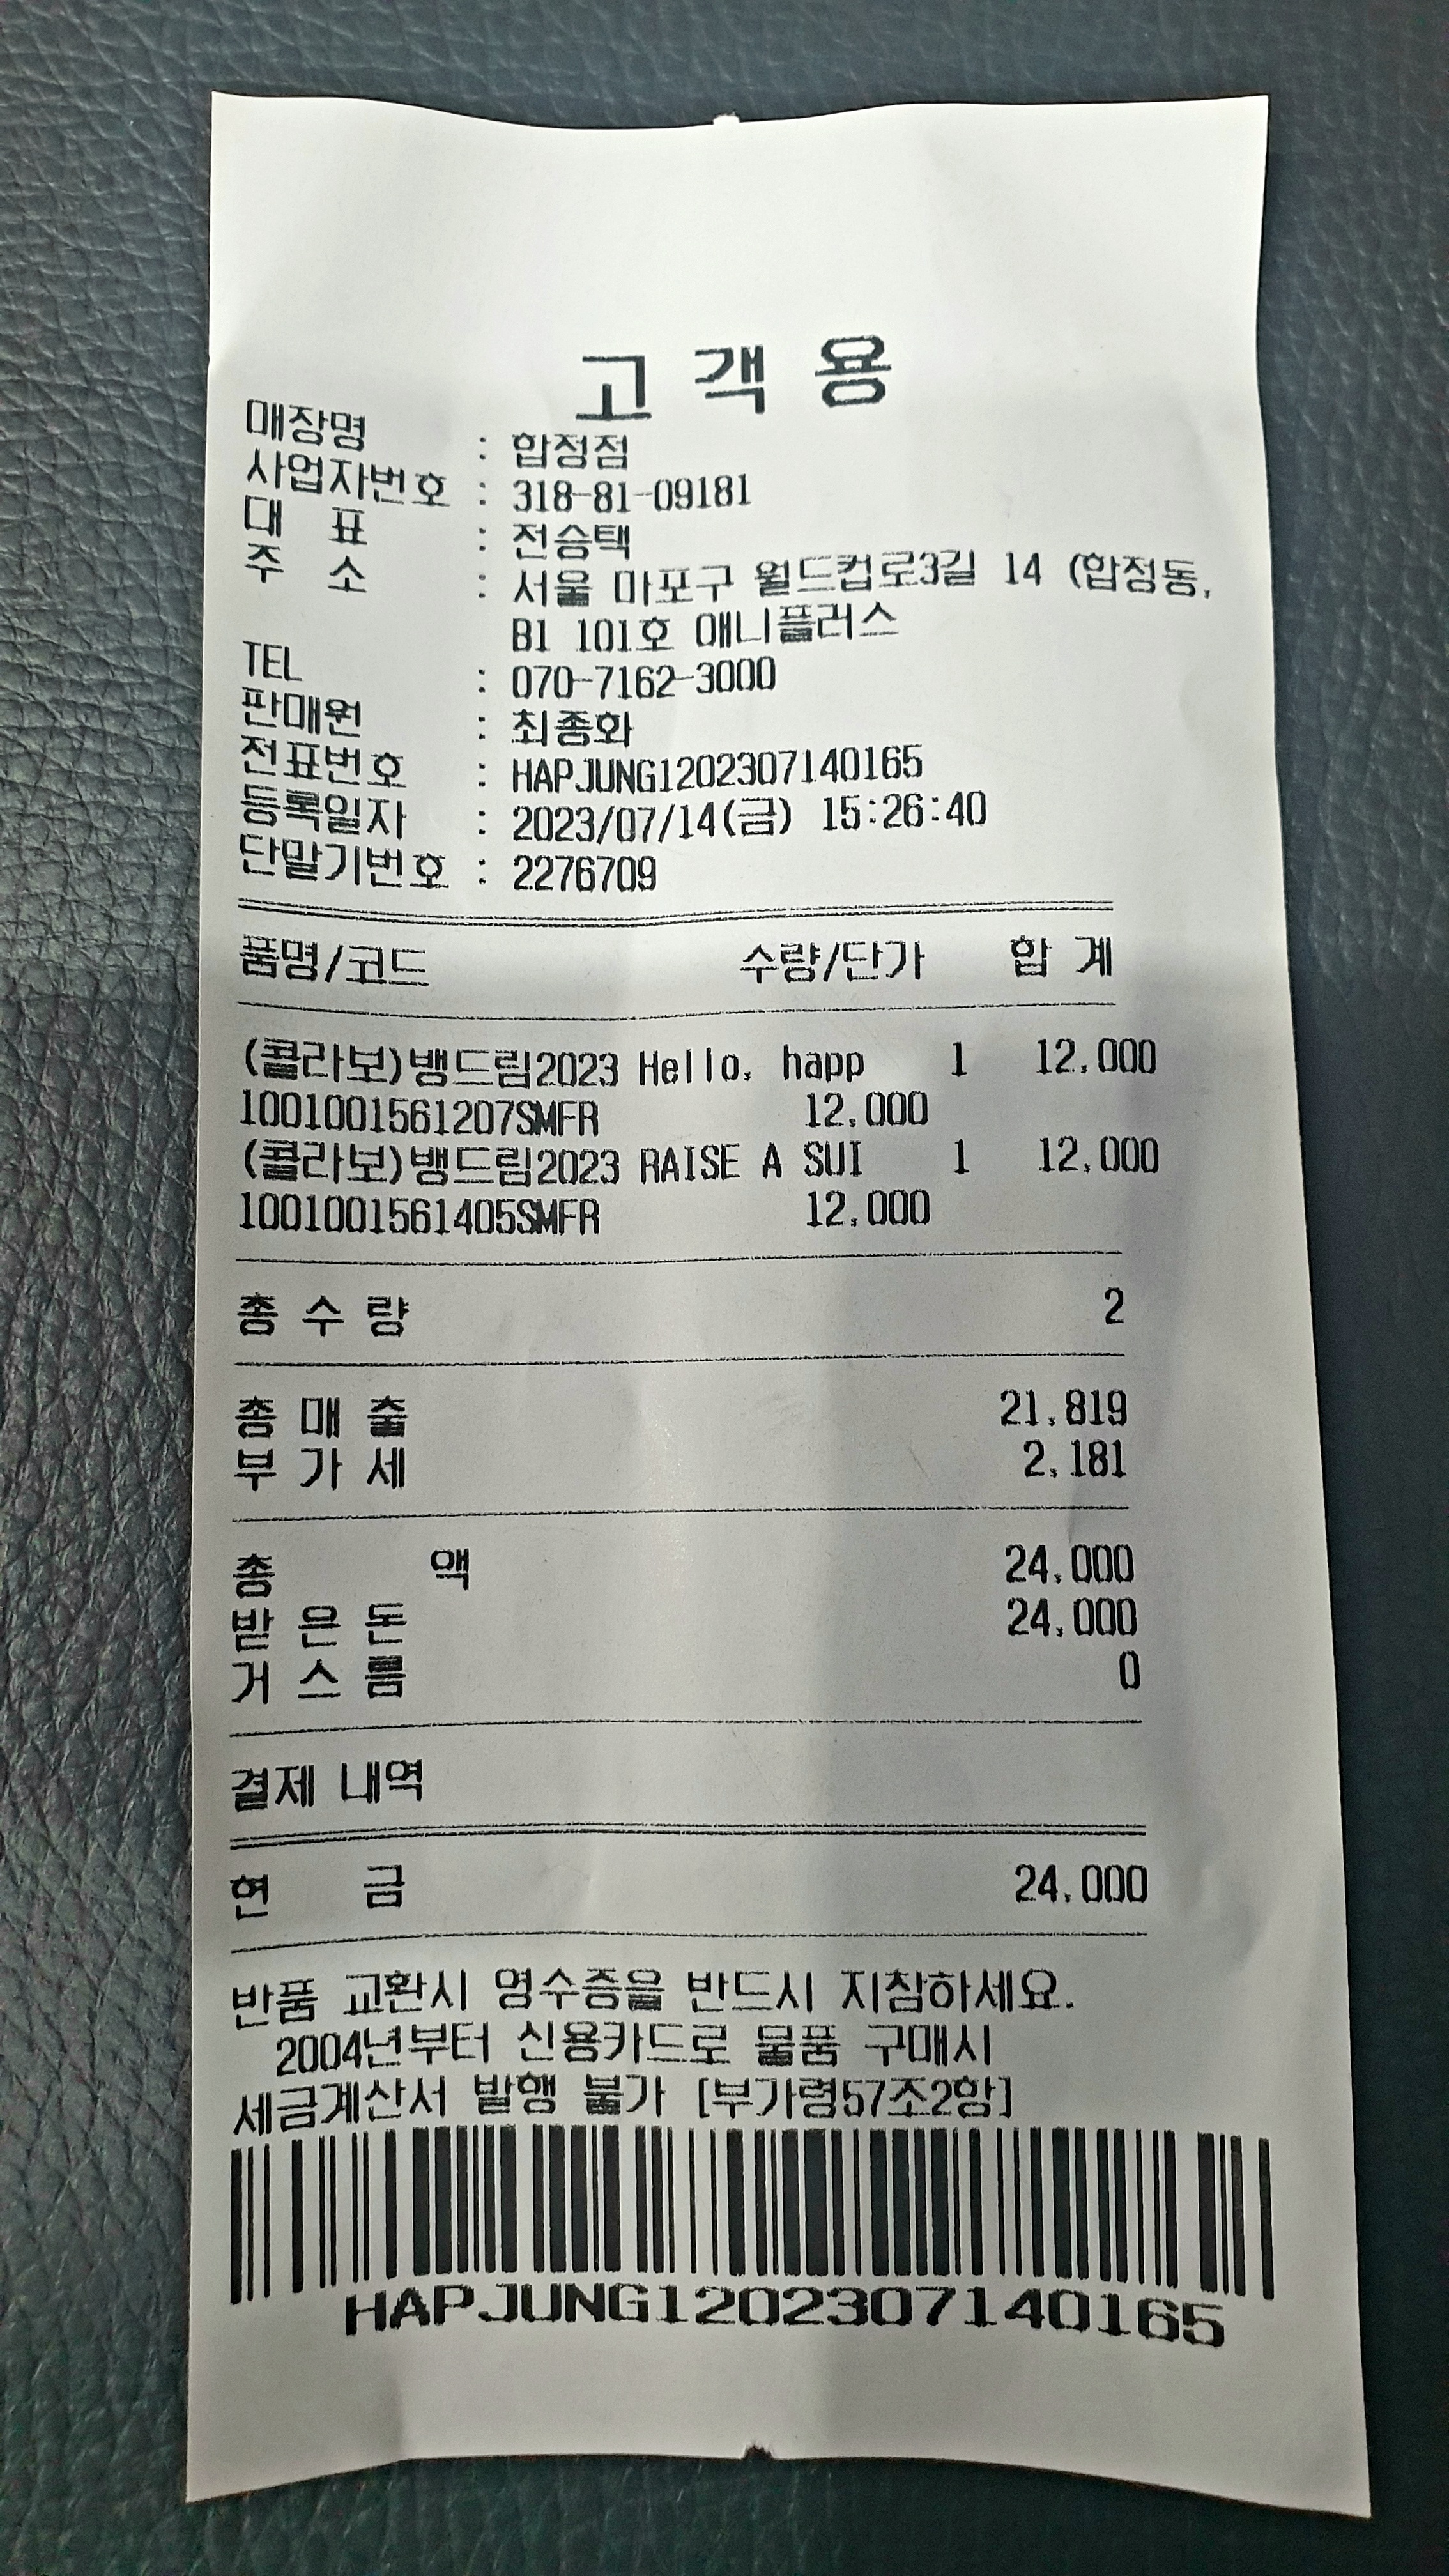 고객용
매장명 : 합정점
사업자번호 : 318-81-09181
대 표 : 전승택
주 소 : 서울 마포구 월드컵로3길 14 (합정동,
B1 101호 애니플러스
TEL : 070-7162-3000
판매원 : 최종화
전표번호 : HAPJUNG1202307140165
등록일자 : 2023/07/14(금) 15:26:40
단말기번호 : 2276709
품명/코드 수량/단가 합 계
(콜라보)뱅드림2023 Hello, happ 1 12,000
1001001561207SMFR 12,000
(콜라보)뱅드림2023 RAISE A SUI 1 12,000
1001001561405SMFR 12,000
총 수 량 2
총 매 출 21,819
부 가 세 2,181
총 액 24,000
받 은 돈 24,000
거 스 름 0
결제 내역
현 금 24,000
반품 교환시 영수증을 반드시 지참하세요.
2004년부터 신용카드로 물품 구매시
세금계산서 발행 불가 [부가령57조2항]
HAPJUNG1202307140165